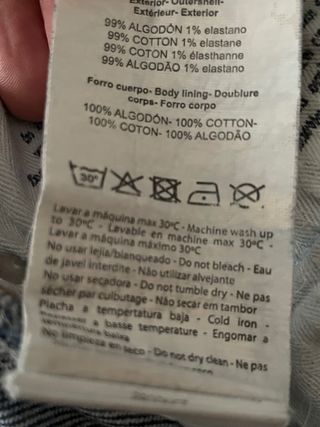 Exterior- Outershell-
Extérieur- Exterior
99% ALGODÓN 1% elastano
99% COTTON 1% elastane
99% COTON 1% élasthanne
99% ALGODÃO 1% elastano
Forro cuerpo- Body lining- Doublure
corps- Forro corpo
100% ALGODÓN- 100% COTTON-
100% COTON- 100% ALGODÃO
30°
Lavar a máquina max 30ºC - Machine wash up
to 30ºC - Lavable en machine max 30ºC -
Lavar a máquina máximo 30ºC
No usar lejía/blanqueado - Do not bleach - Eau
de javel interdite - Não utilizar alvejante
No usar secadora - Do not tumble dry - Ne pas
sécher par culbutage - Não secar em tambor
Placha a tempertatura baja - Cold iron -
a basse temperature - Engomar a
temperatura baixa
No limpieza en seco - Do not dry clean - Ne pas